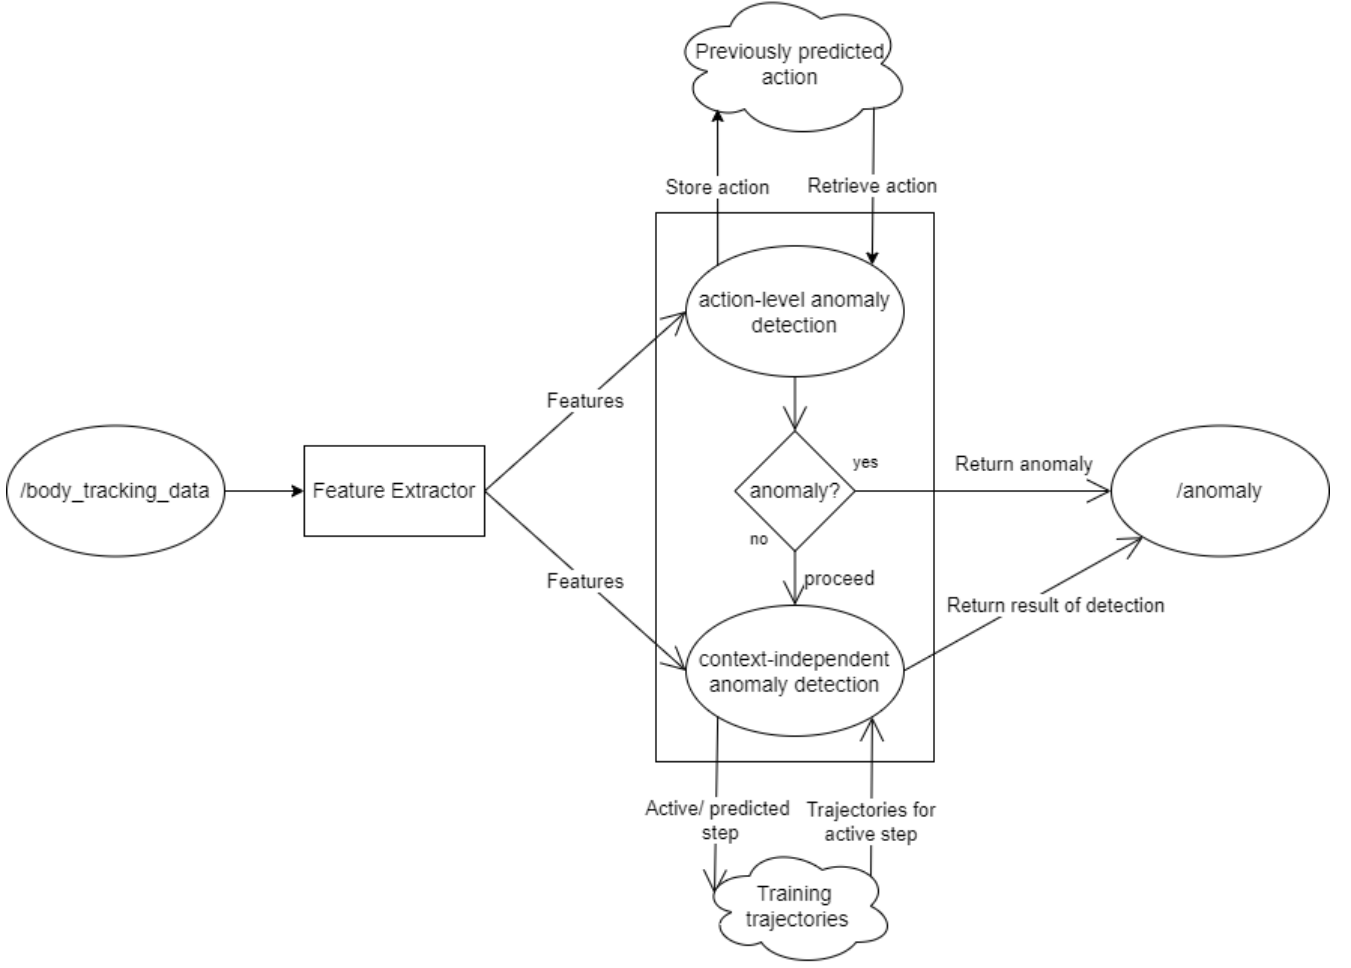 Previously predicted
action
Store action
Retrieve action
action-level anomaly
detection
Features
/body_tracking_data
Feature Extractor
anomaly?
yes
Return anomaly
/anomaly
no
proceed
Features
Return result of detection
context-independent
anomaly detection
Active/ predicted
step
Trajectories for
active step
Training
trajectories